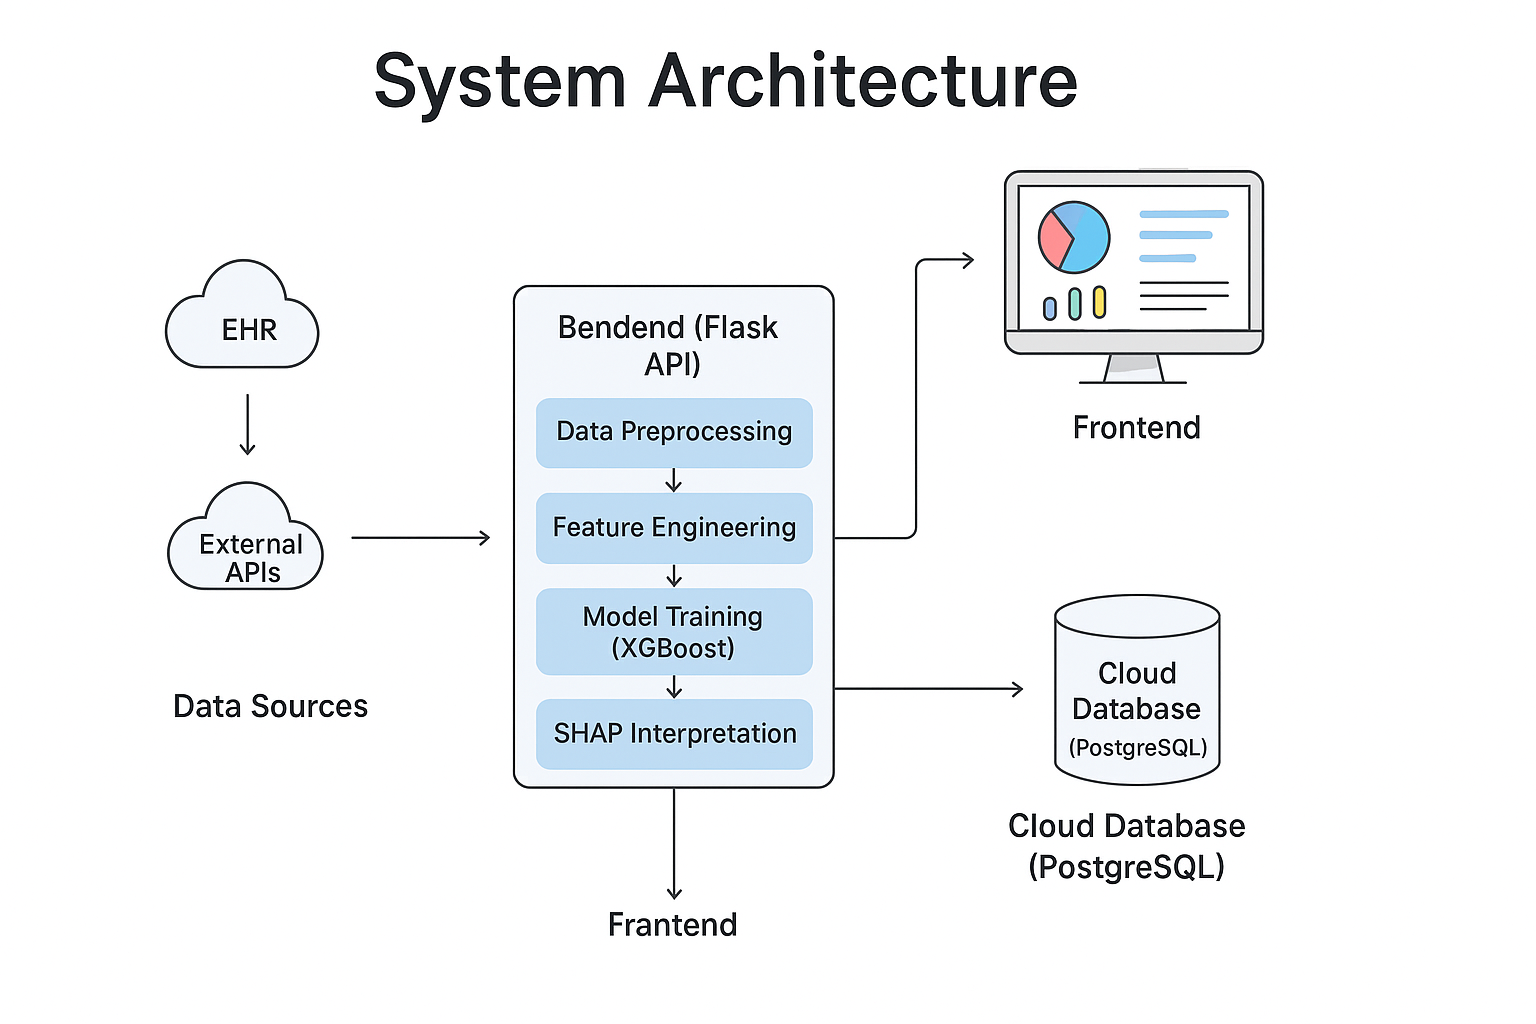 System Architecture
EHR
External
APIs
Data Sources
Bendend (Flask
API)
Data Preprocessing
Feature Engineering
Model Training
(XGBoost)
SHAP Interpretation
Frantend
Frontend
Cloud
Database
(PostgreSQL)
Cloud Database
(PostgreSQL)